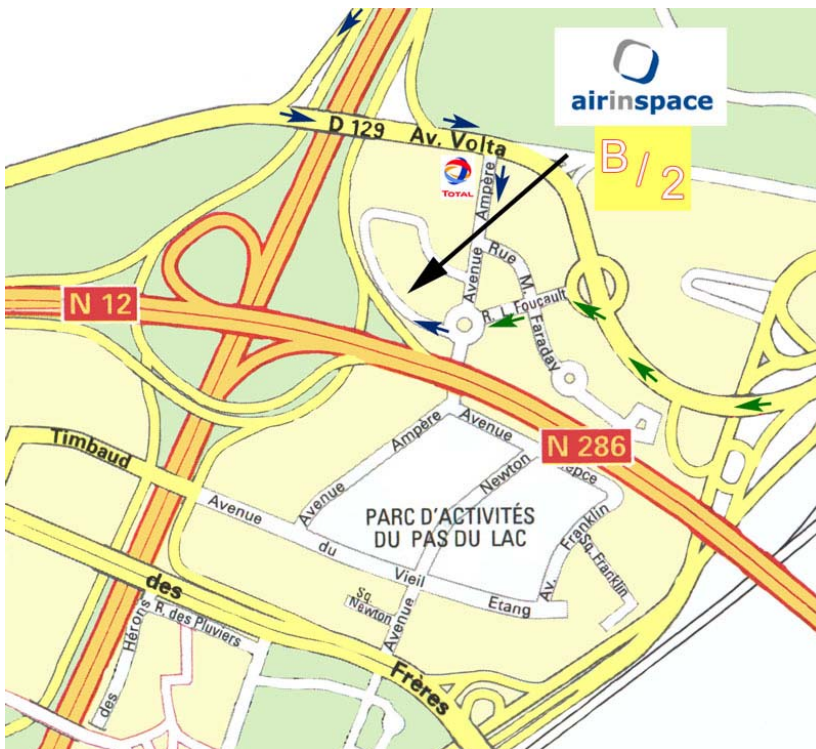 airinspace
B / 2
D 129 Av. Volta
TOTAL
Avenue Ampère
Rue M. Faraday
R. L. Foucault
N 12
N 286
Timbaud
Avenue Ampère
Avenue
Newton
PARC D'ACTIVITÉS
DU PAS DU LAC
Avenue du Vieil Etang
Av. Franklin
Sq. Franklin
Sq.
Newton
Avenue
des Frères
R. des Pluviers
des Hérons